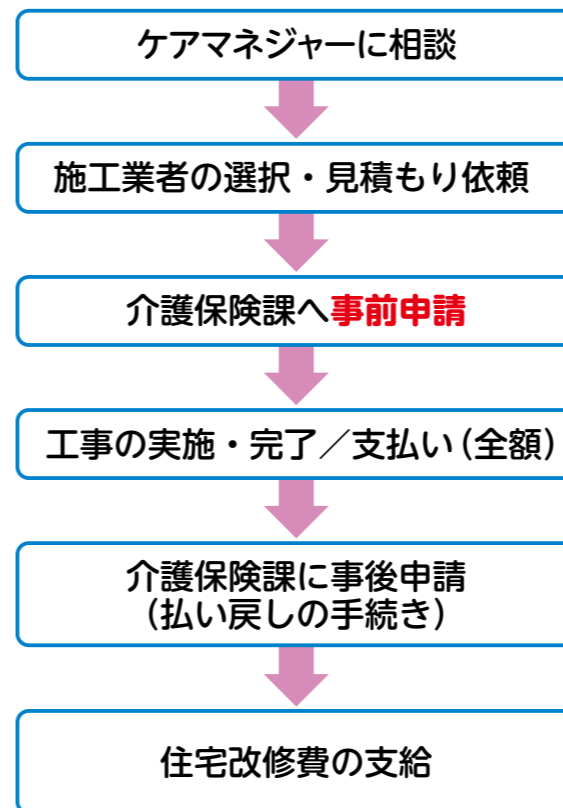 ケアマネジャーに相談
施工業者の選択・見積もり依頼
介護保険課へ事前申請
工事の実施・完了／支払い(全額)
介護保険課に事後申請
(払い戻しの手続き)
住宅改修費の支給